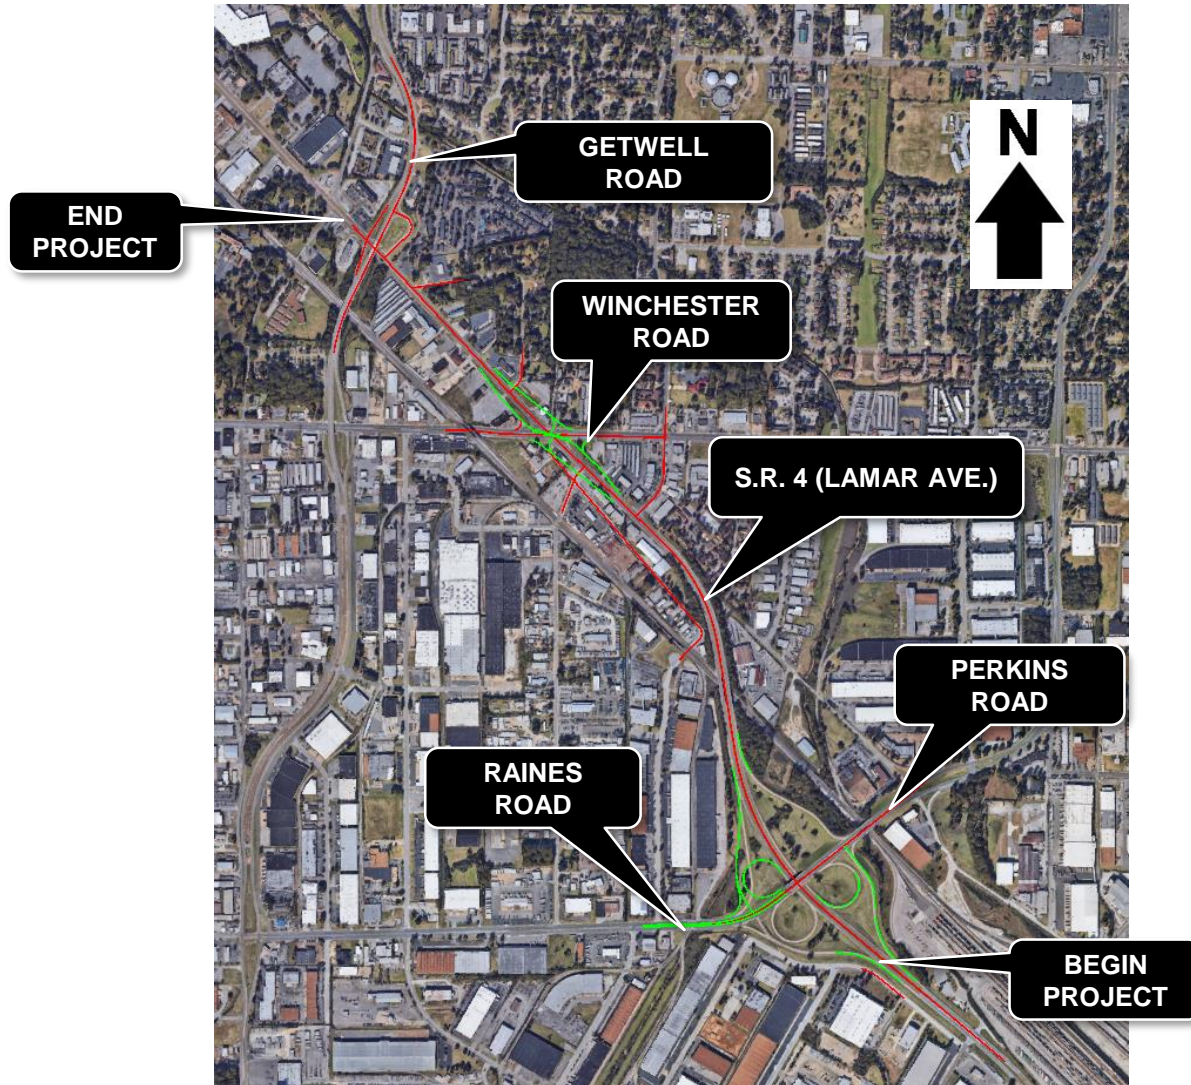 N
GETWELL
ROAD
END
PROJECT
WINCHESTER
ROAD
S.R. 4 (LAMAR AVE.)
PERKINS
ROAD
RAINES
ROAD
BEGIN
PROJECT